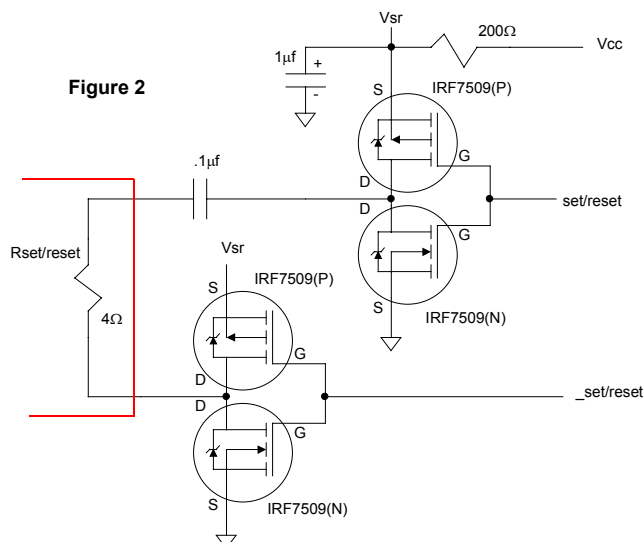 Vsr
200Ω
Vcc
1µf
+
-
Figure 2
S
IRF7509(P)
G
D
.1µf
set/reset
D
G
S
IRF7509(N)
Rset/reset
4Ω
Vsr
S
IRF7509(P)
G
D
_set/reset
D
G
S
IRF7509(N)